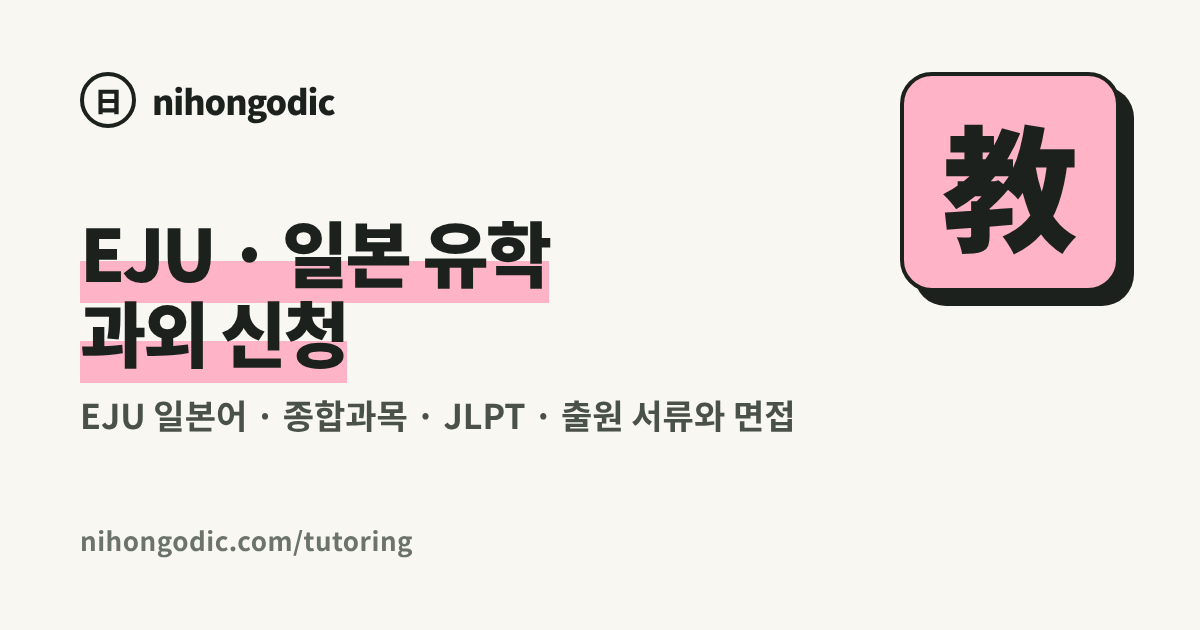 日 nihongodic
教
EJU · 일본 유학
과외 신청
EJU 일본어 · 종합과목 · JLPT · 출원 서류와 면접
nihongodic.com/tutoring